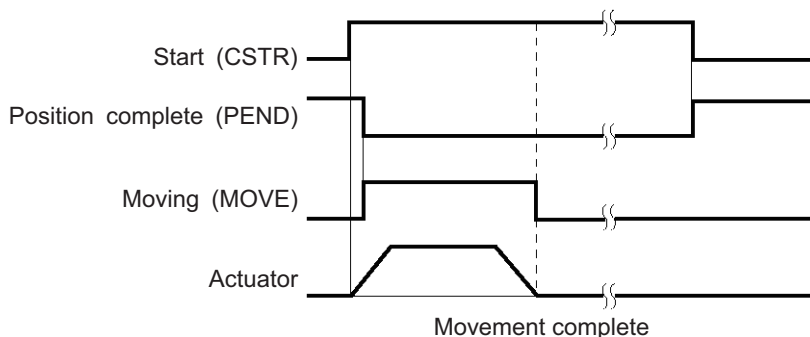 Start (CSTR)
Position complete (PEND)
Moving (MOVE)
Actuator
Movement complete